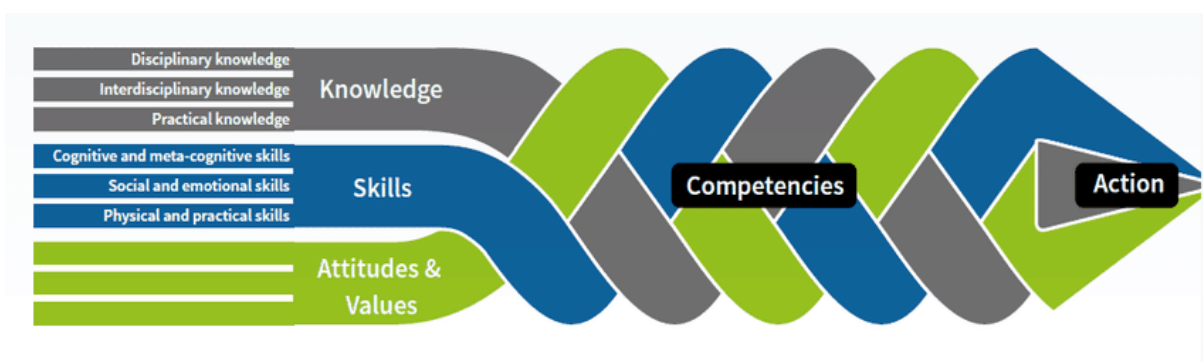 Disciplinary knowledge
Interdisciplinary knowledge
Practical knowledge
Knowledge
Cognitive and meta-cognitive skills
Social and emotional skills
Physical and practical skills
Skills
Attitudes &
Values
Competencies
Action